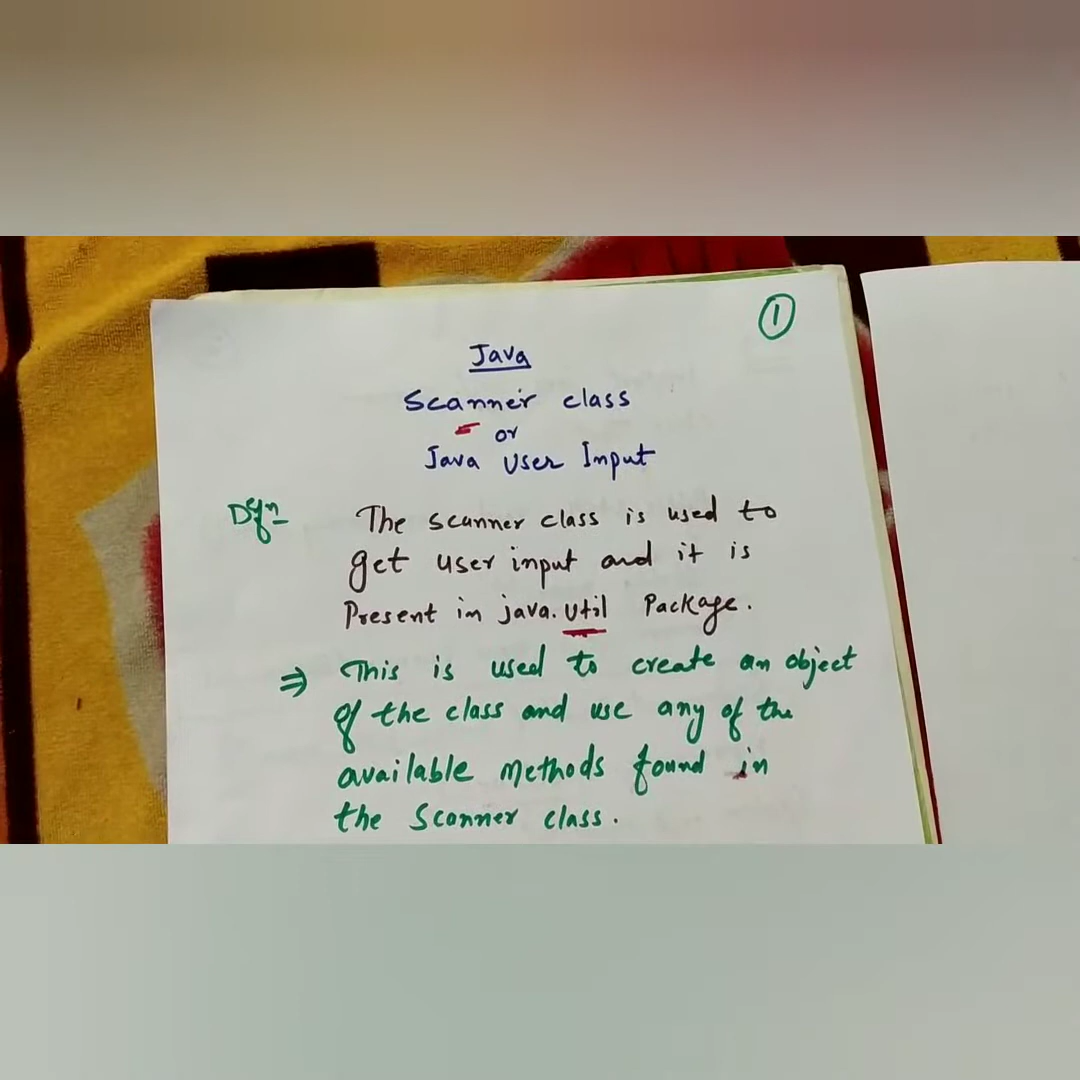 1
Java
Scanner class
or
Java User Input
Defn
The scanner class is used to
get user input and it is
Present in java.util Package.
⇒ This is used to create an object
of the class and use any of the
available Methods found in
the Scanner class.